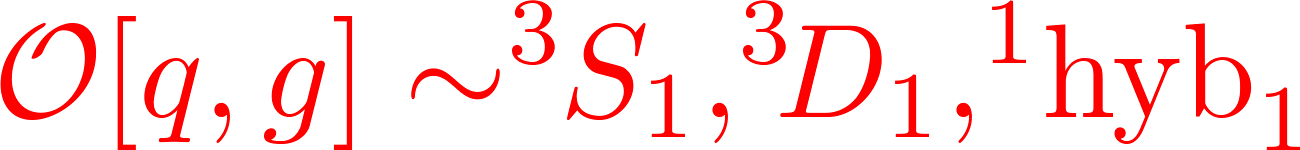 𝒪[q, g] ∼ ³S₁, ³D₁, ¹hyb₁